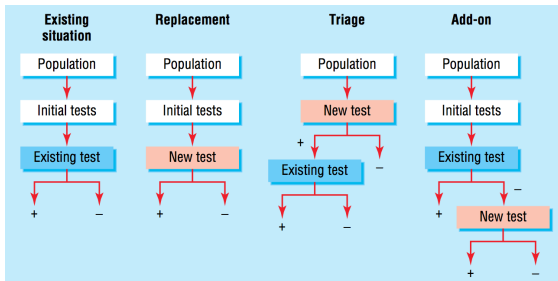 Existing
situation
Population
Initial tests
Existing test
+ –
Replacement
Population
Initial tests
New test
+ –
Triage
Population
New test
+
–
Existing test
+ –
Add-on
Population
Initial tests
Existing test
–
+
New test
+ –